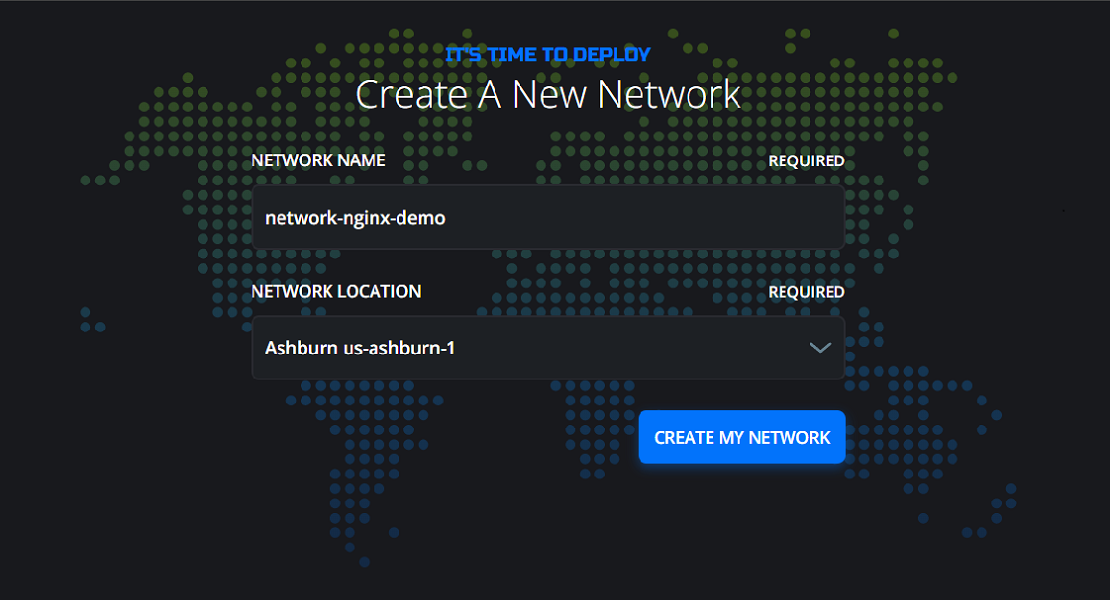 IT'S TIME TO DEPLOY
Create A New Network
NETWORK NAME REQUIRED
network-nginx-demo
NETWORK LOCATION REQUIRED
Ashburn us-ashburn-1
CREATE MY NETWORK